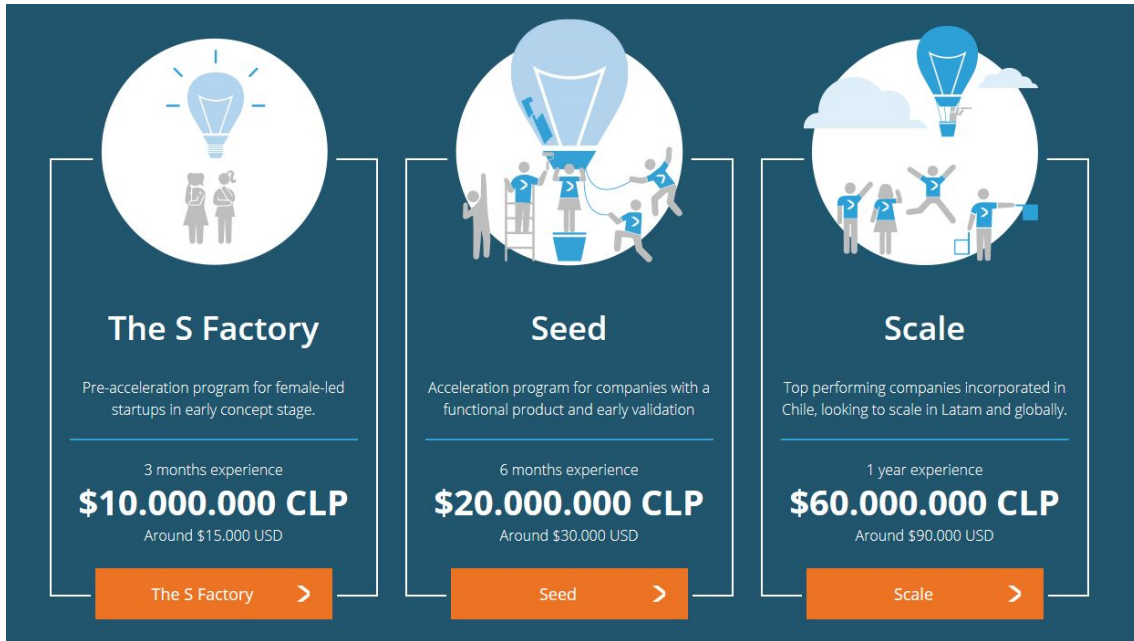 The S Factory
Pre-acceleration program for female-led
startups in early concept stage.
3 months experience
$10.000.000 CLP
Around $15.000 USD
The S Factory
Seed
Acceleration program for companies with a
functional product and early validation
6 months experience
$20.000.000 CLP
Around $30.000 USD
Seed
Scale
Top performing companies incorporated in
Chile, looking to scale in Latam and globally.
1 year experience
$60.000.000 CLP
Around $90.000 USD
Scale